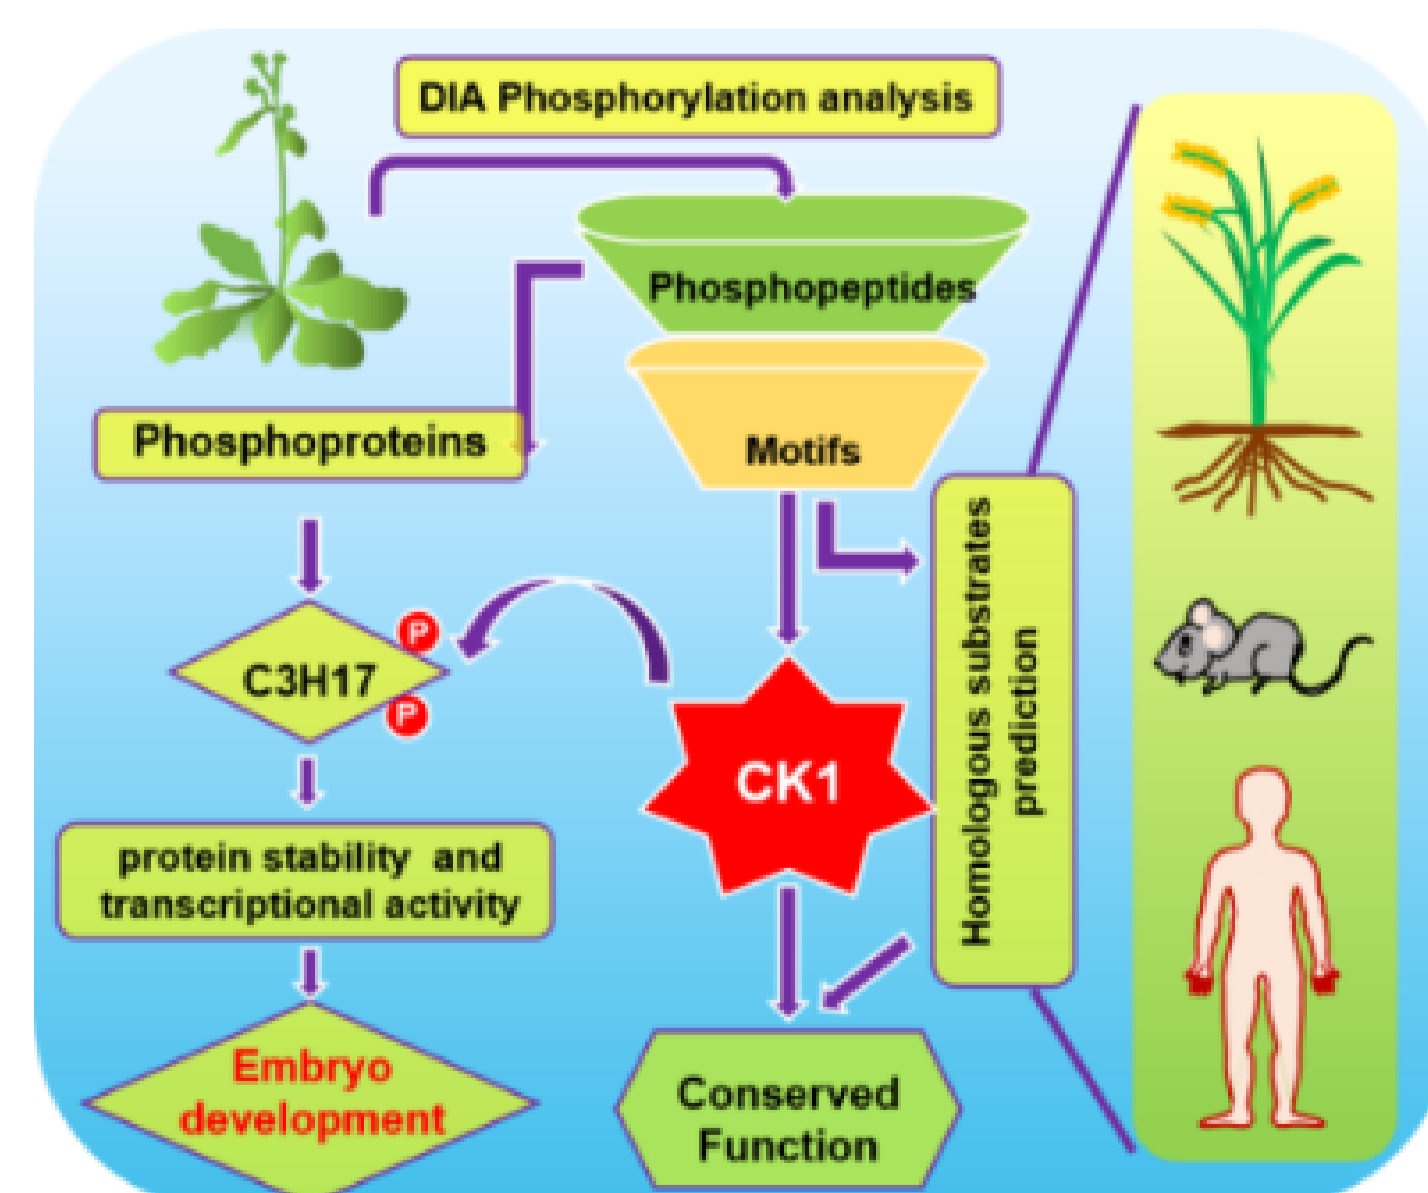 DIA Phosphorylation analysis
Phosphopeptides
Phosphoproteins
Motifs
C3H17
P
P
CK1
Homologous substrates
prediction
protein stability and
transcriptional activity
Embryo
development
Conserved
Function